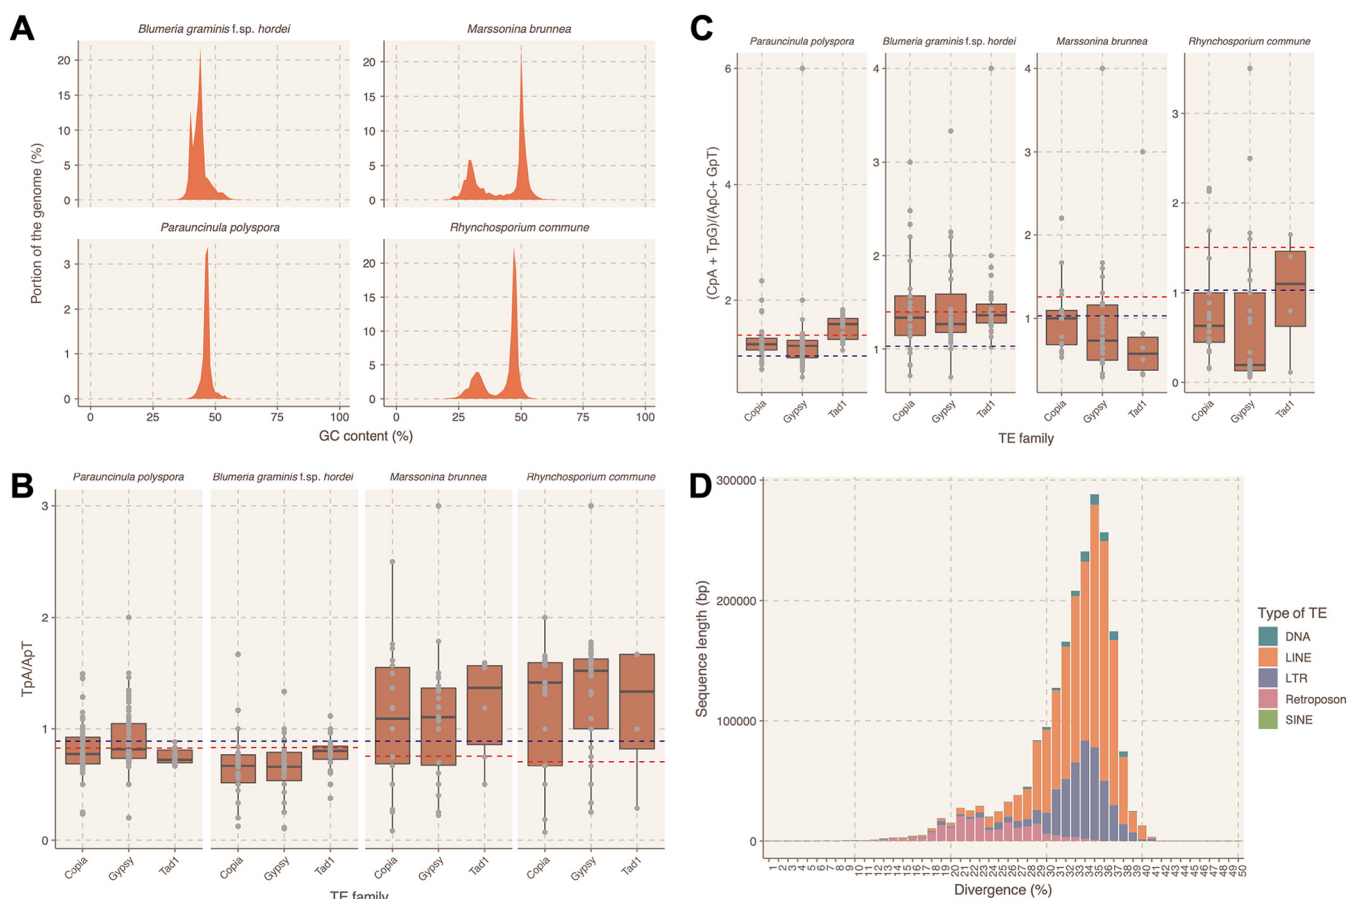 A
Blumeria graminis f.sp. hordei
Marssonina brunnea
20
15
10
5
0
20
15
10
5
0
Portion of the genome (%)
Parauncinula polyspora
Rhynchosporium commune
3
2
1
0
20
15
10
5
0
0 25 50 75 100
0 25 50 75 100
GC content (%)
B
Parauncinula polyspora
Blumeria graminis f.sp. hordei
Marssonina brunnea
Rhynchosporium commune
3
2
1
0
TpA/ApT
Copia Gypsy Tad1
Copia Gypsy Tad1
Copia Gypsy Tad1
Copia Gypsy Tad1
TE family
C
Parauncinula polyspora
Blumeria graminis f.sp. hordei
Marssonina brunnea
Rhynchosporium commune
(CpA + TpG)/(ApC+ GpT)
6
4
2
4
3
2
1
4
3
2
1
3
2
1
0
Copia Gypsy Tad1
Copia Gypsy Tad1
Copia Gypsy Tad1
Copia Gypsy Tad1
TE family
D
300000
200000
100000
0
Sequence length (bp)
1 2 3 4 5 6 7 8 9 10 11 12 13 14 15 16 17 18 19 20 21 22 23 24 25 26 27 28 29 30 31 32 33 34 35 36 37 38 39 40 41 42 43 44 45 46 47 48 49 50
Divergence (%)
Type of TE
DNA
LINE
LTR
Retroposon
SINE